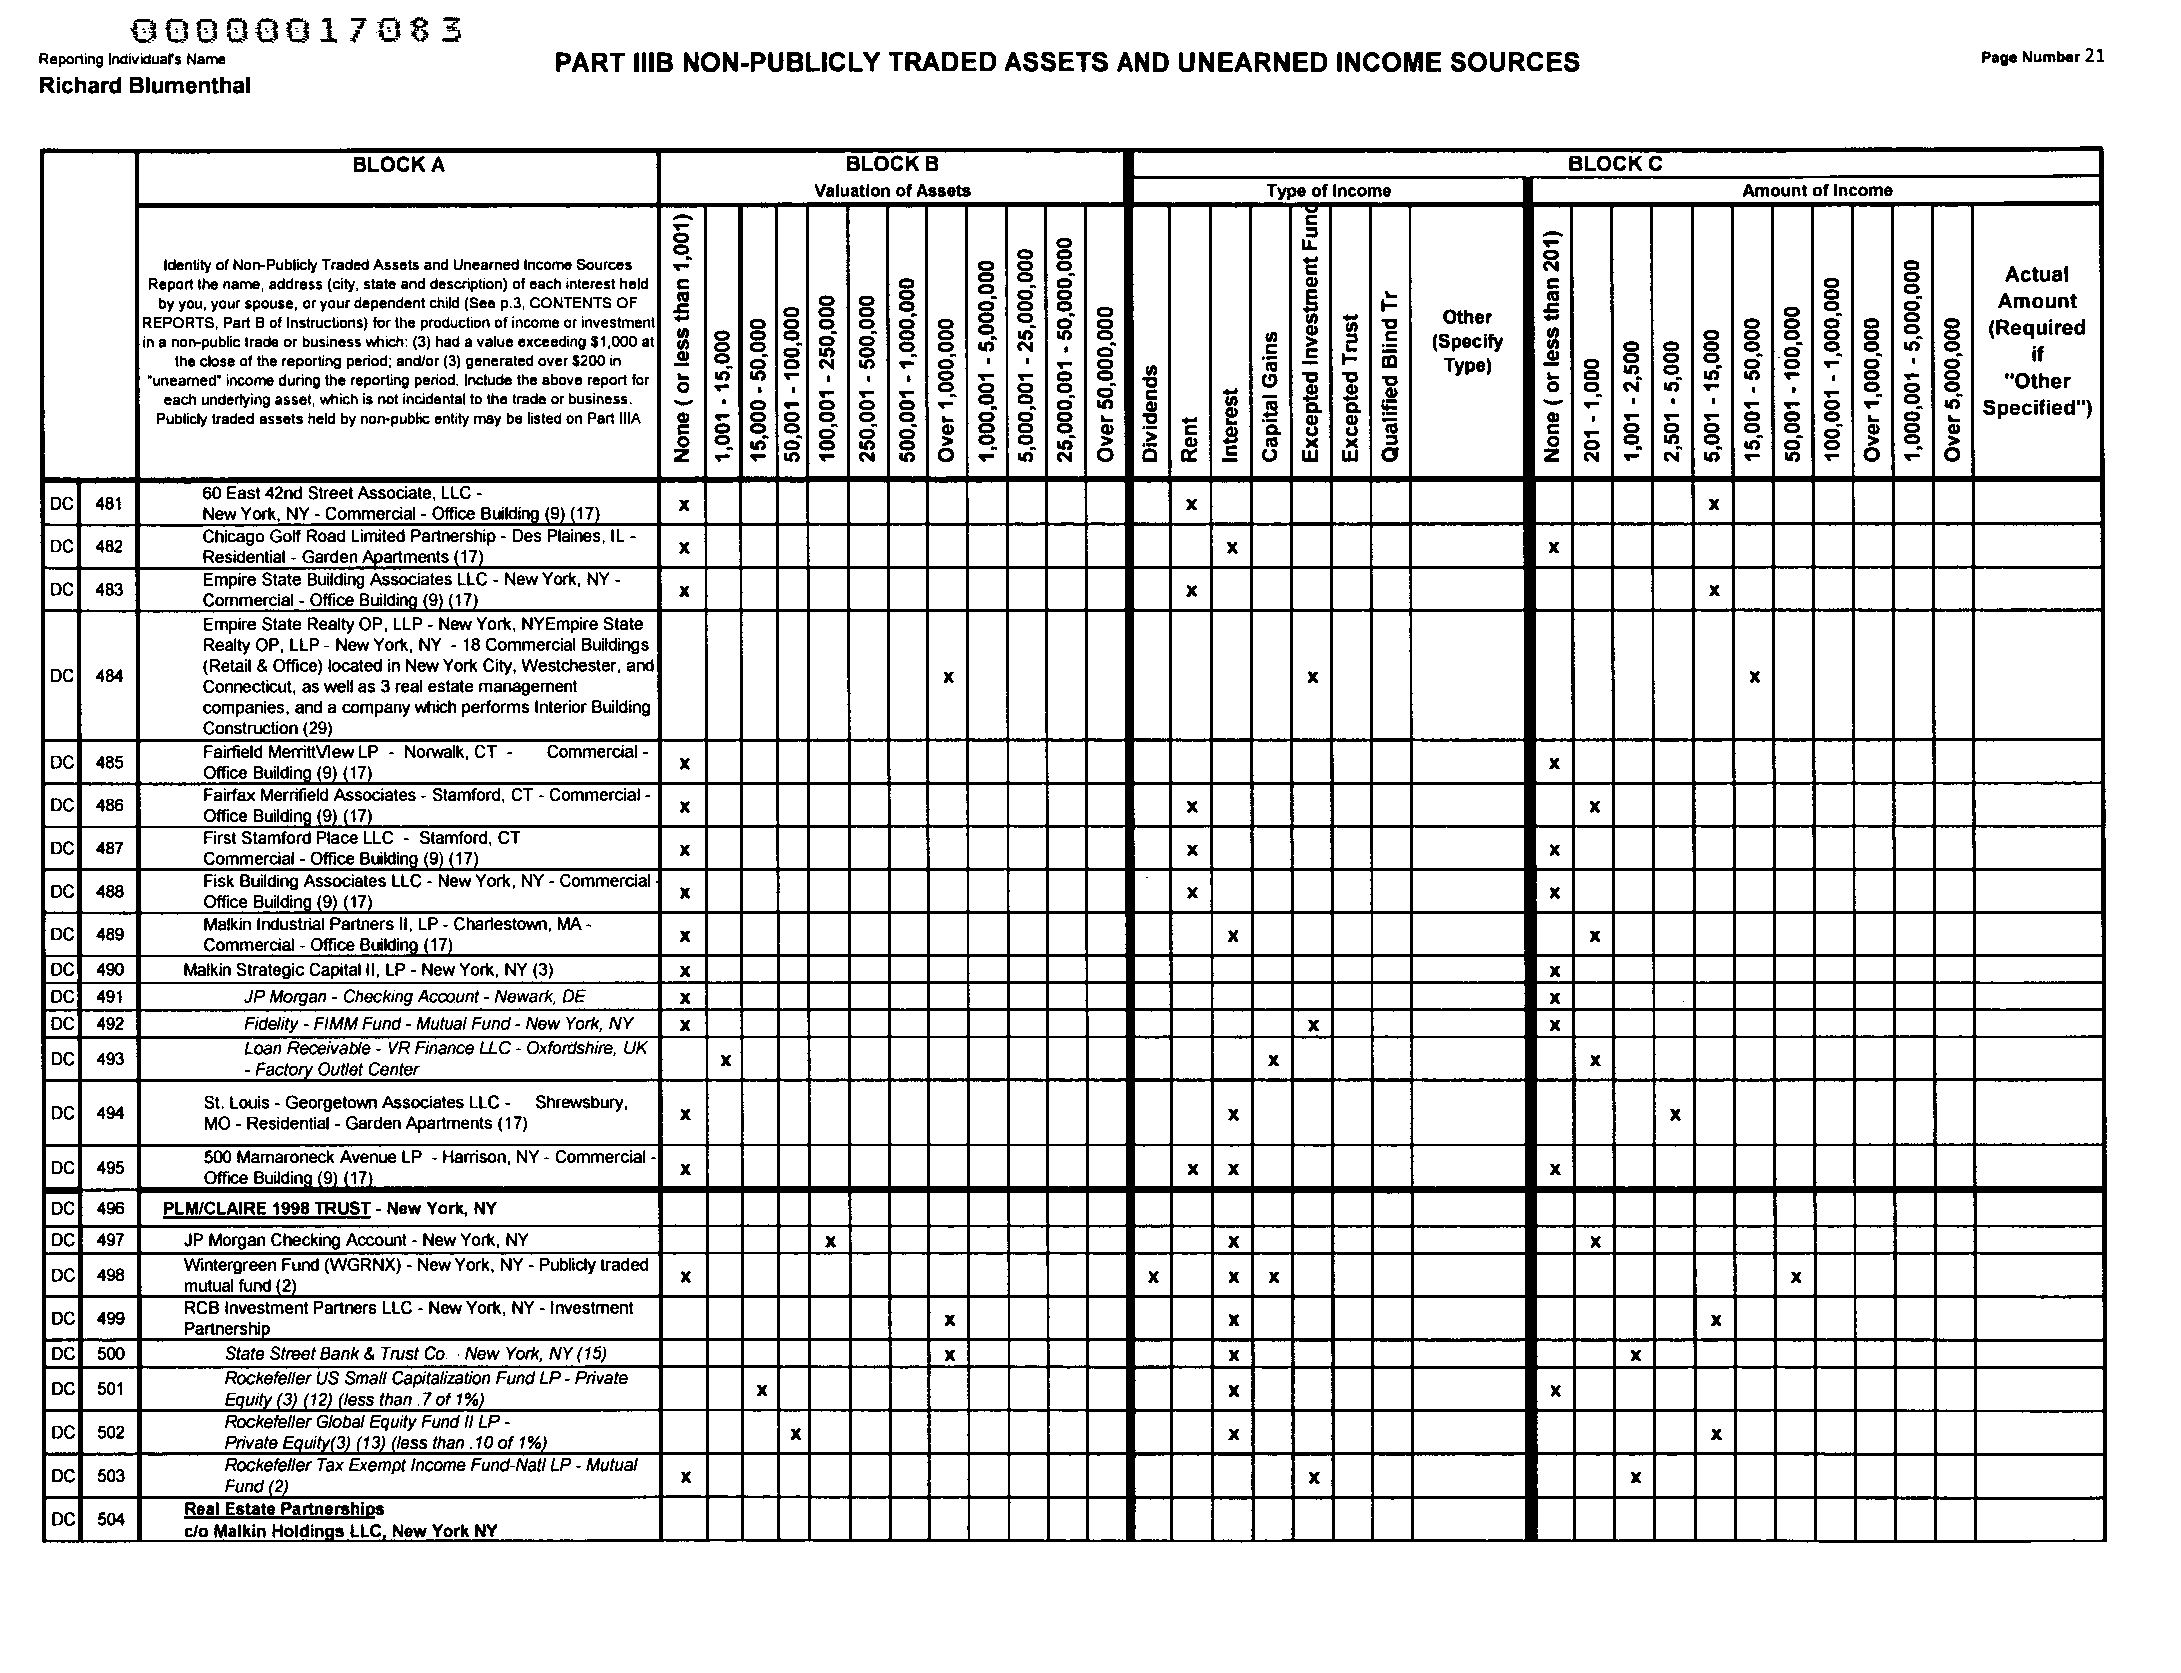 00000017083
Reporting Individual's Name
Richard Blumenthal
PART IIIB NON-PUBLICLY TRADED ASSETS AND UNEARNED INCOME SOURCES
Page Number 21
BLOCK A
BLOCK B
BLOCK C
Valuation of Assets
Type of Income
Amount of Income
Identity of Non-Publicly Traded Assets and Unearned Income Sources
Report the name, address (city, state and description) of each interest held
by you, your spouse, or your dependent child (See p.3, CONTENTS OF
REPORTS, Part B of Instructions) for the production of income or investment
in a non-public trade or business which: (3) had a value exceeding $1,000 at
the close of the reporting period; and/or (3) generated over $200 in
"unearned" income during the reporting period. Include the above report for
each underlying asset, which is not incidental to the trade or business.
Publicly traded assets held by non-public entity may be listed on Part IIIA
None ( or less than 1,001)
1,001 - 15,000
15,000 - 50,000
50,001 - 100,000
100,001 - 250,000
250,001 - 500,000
500,001 - 1,000,000
Over 1,000,000
1,000,001 - 5,000,000
5,000,001 - 25,000,000
25,000,001 - 50,000,000
Over 50,000,000
Dividends
Rent
Interest
Capital Gains
Excepted Investment Fund
Excepted Trust
Qualified Blind Tr
Other
(Specify
Type)
None ( or less than 201)
201 - 1,000
1,001 - 2,500
2,501 - 5,000
5,001 - 15,000
15,001 - 50,000
50,001 - 100,000
100,001 - 1,000,000
Over 1,000,000
1,000,001 - 5,000,000
Over 5,000,000
Actual
Amount
(Required
if
"Other
Specified")
DC 481 60 East 42nd Street Associate, LLC -
New York, NY - Commercial - Office Building (9) (17) x x x
DC 482 Chicago Golf Road Limited Partnership - Des Plaines, IL -
Residential - Garden Apartments (17) x x x
DC 483 Empire State Building Associates LLC - New York, NY -
Commercial - Office Building (9) (17) x x x
DC 484 Empire State Realty OP, LLP - New York, NYEmpire State
Realty OP, LLP - New York, NY - 18 Commercial Buildings
(Retail & Office) located in New York City, Westchester, and
Connecticut, as well as 3 real estate management
companies, and a company which performs Interior Building
Construction (29) x x x
DC 485 Fairfield MerrittView LP - Norwalk, CT - Commercial -
Office Building (9) (17) x x
DC 486 Fairfax Merrifield Associates - Stamford, CT - Commercial -
Office Building (9) (17) x x x
DC 487 First Stamford Place LLC - Stamford, CT
Commercial - Office Building (9) (17) x x x
DC 488 Fisk Building Associates LLC - New York, NY - Commercial -
Office Building (9) (17) x x x
DC 489 Malkin Industrial Partners II, LP - Charlestown, MA -
Commercial - Office Building (17) x x x
DC 490 Malkin Strategic Capital II, LP - New York, NY (3) x x
DC 491 JP Morgan - Checking Account - Newark, DE x x
DC 492 Fidelity - FIMM Fund - Mutual Fund - New York, NY x x x
DC 493 Loan Receivable - VR Finance LLC - Oxfordshire, UK
- Factory Outlet Center x x x
DC 494 St. Louis - Georgetown Associates LLC - Shrewsbury,
MO - Residential - Garden Apartments (17) x x x
DC 495 500 Mamaroneck Avenue LP - Harrison, NY - Commercial -
Office Building (9) (17) x x x x
DC 496 PLM/CLAIRE 1998 TRUST - New York, NY
DC 497 JP Morgan Checking Account - New York, NY x x x
DC 498 Wintergreen Fund (WGRNX) - New York, NY - Publicly traded
mutual fund (2) x x x x x
DC 499 RCB Investment Partners LLC - New York, NY - Investment
Partnership x x x
DC 500 State Street Bank & Trust Co. - New York, NY (15) x x x
DC 501 Rockefeller US Small Capitalization Fund LP - Private
Equity (3) (12) (less than .7 of 1%) x x x
DC 502 Rockefeller Global Equity Fund II LP -
Private Equity(3) (13) (less than .10 of 1%) x x x
DC 503 Rockefeller Tax Exempt Income Fund-Natl LP - Mutual
Fund (2) x x x
DC 504 Real Estate Partnerships
c/o Malkin Holdings LLC, New York NY